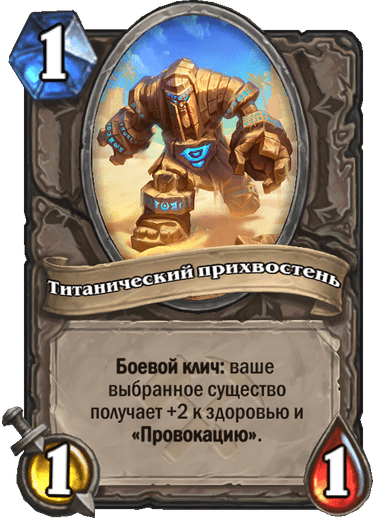 1
Титанический прихвостень
Боевой клич: ваше
выбранное существо
получает +2 к здоровью и
«Провокацию».
1
1